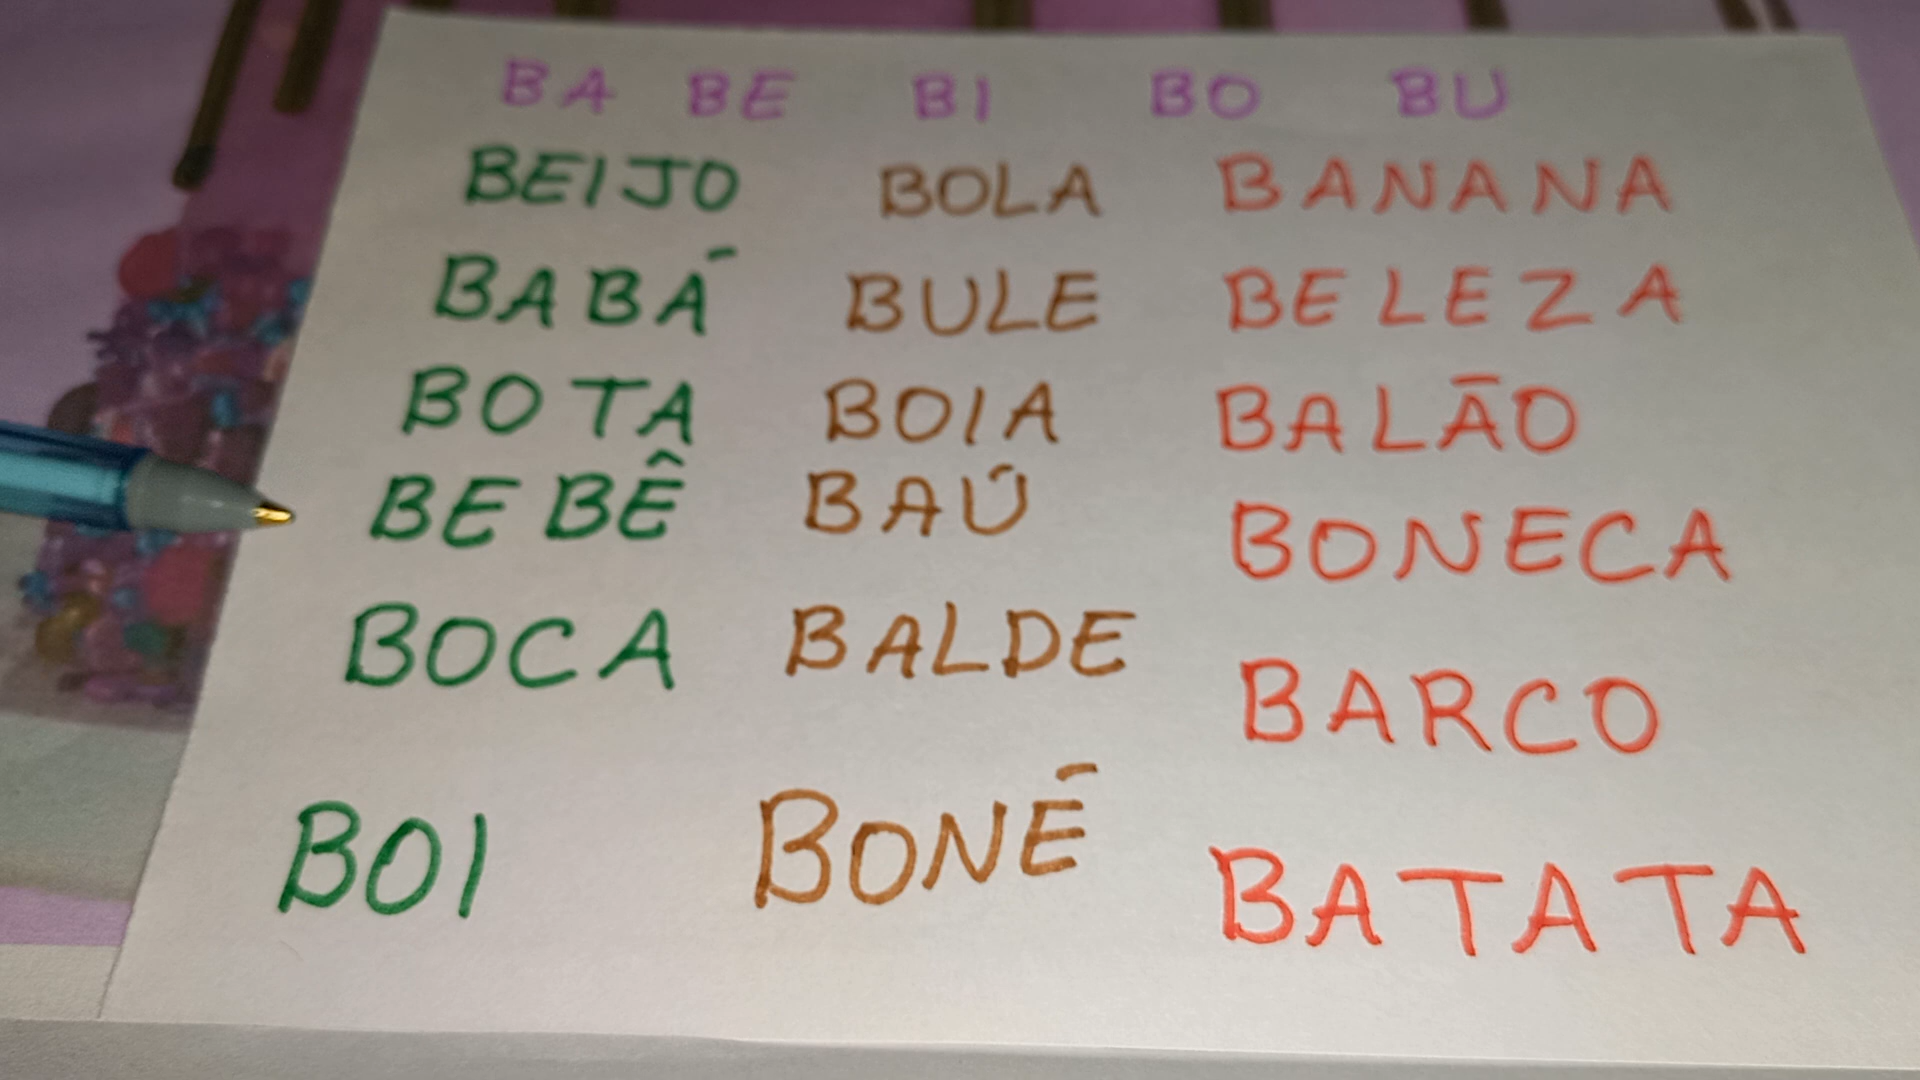 BA BE BI BO BU
BEIJO BOLA BANANA
BABÁ BULE BELEZA
BOTA BOIA BALÃO
BEBÊ BAÚ BONECA
BOCA BALDE BARCO
BOI BONÉ BATATA